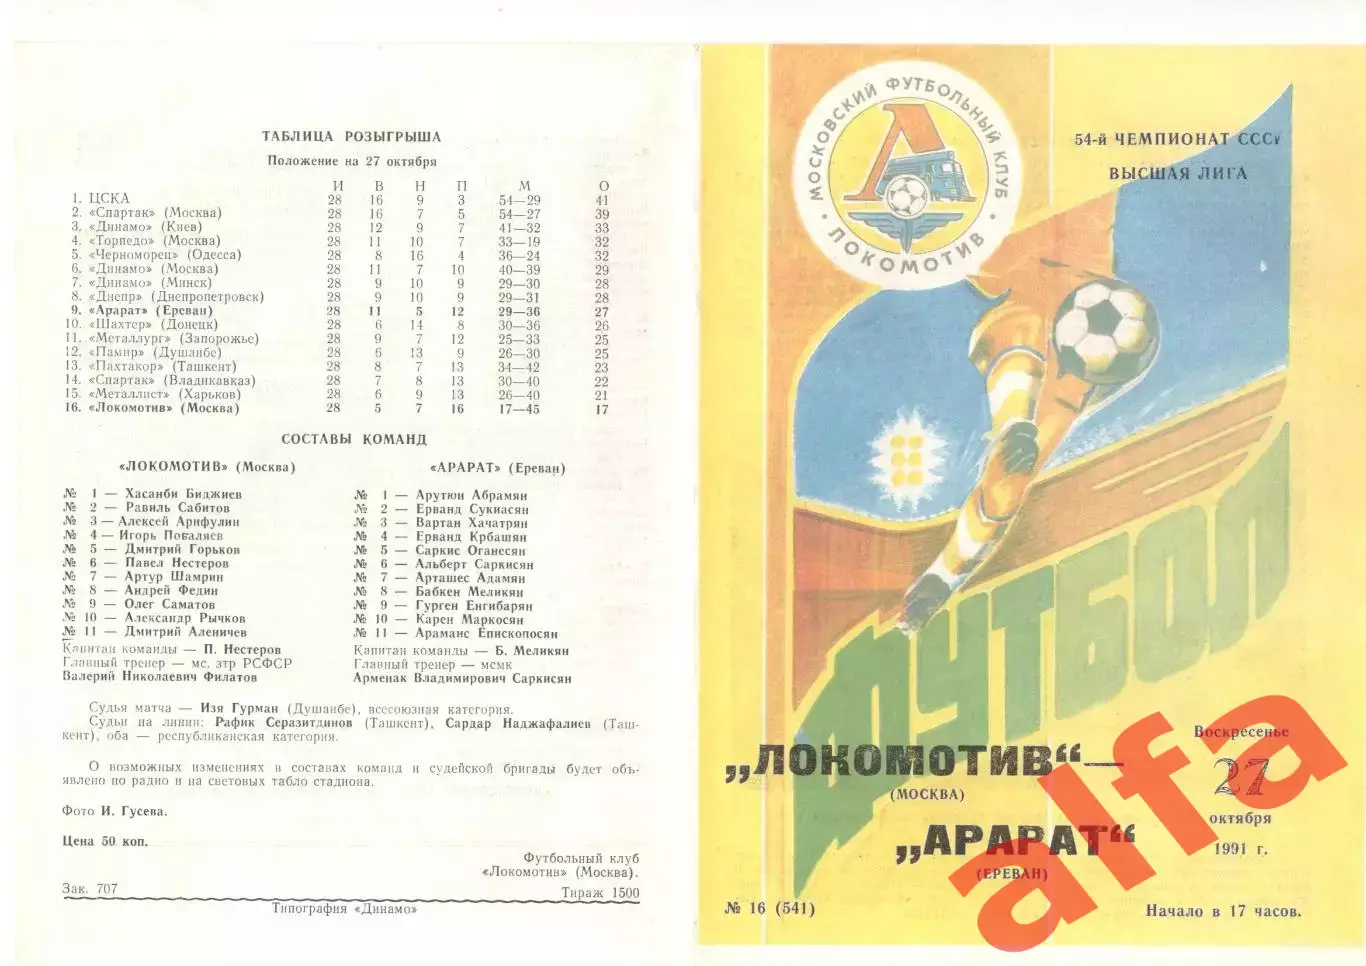 ТАБЛИЦА РОЗЫГРЫША
Положение на 27 октября
И В Н П М О
1. ЦСКА 28 16 9 3 54—29 41
2. «Спартак» (Москва) 28 16 7 5 54—27 39
3. «Динамо» (Киев) 28 12 9 7 41—32 33
4. «Торпедо» (Москва) 28 11 10 7 33—19 32
5. «Черноморец» (Одесса) 28 8 16 4 36—24 32
6. «Динамо» (Москва) 28 11 7 10 40—39 29
7. «Динамо» (Минск) 28 9 10 9 29—30 28
8. «Днепр» (Днепропетровск) 28 9 10 9 29—31 28
9. «Арарат» (Ереван) 28 11 5 12 29—36 27
10. «Шахтер» (Донецк) 28 6 14 8 30—36 26
11. «Металлург» (Запорожье) 28 9 7 12 25—33 25
12. «Памир» (Душанбе) 28 6 13 9 26—30 25
13. «Пахтакор» (Ташкент) 28 8 7 13 34—42 23
14. «Спартак» (Владикавказ) 28 7 8 13 30—40 22
15. «Металлист» (Харьков) 28 6 9 13 26—40 21
16. «Локомотив» (Москва) 28 5 7 16 17—45 17
СОСТАВЫ КОМАНД
«ЛОКОМОТИВ» (Москва)
№ 1 — Хасанби Биджиев
№ 2 — Равиль Сабитов
№ 3 — Алексей Арифулин
№ 4 — Игорь Побаляев
№ 5 — Дмитрий Горьков
№ 6 — Павел Нестеров
№ 7 — Артур Шамрин
№ 8 — Андрей Федин
№ 9 — Олег Саматов
№ 10 — Александр Рычков
№ 11 — Дмитрий Аленичев
Капитан команды — П. Нестеров
Главный тренер — мс, зтр РСФСР
Валерий Николаевич Филатов
«АРАРАТ» (Ереван)
№ 1 — Арутюн Абрамян
№ 2 — Ерванд Сукиасян
№ 3 — Вартан Хачатрян
№ 4 — Ерванд Крбашян
№ 5 — Саркис Оганесян
№ 6 — Альберт Саркисян
№ 7 — Арташес Адамян
№ 8 — Бабкен Меликян
№ 9 — Гурген Енгибарян
№ 10 — Карен Маркосян
№ 11 — Арамаис Епископосян
Капитан команды — Б. Меликян
Главный тренер — мсмк
Арменак Владимирович Саркисян
Судья матча — Изя Гурман (Душанбе), всесоюзная категория.
Судьи на линии: Рафик Серазитдинов (Ташкент), Сардар Наджафалиев (Таш-
кент), оба — республиканская категория.
О возможных изменениях в составах команд и судейской бригады будет объ-
явлено по радио и на световых табло стадиона.
Фото И. Гусева.
Цена 50 коп.
Футбольный клуб
«Локомотив» (Москва).
Зак. 707 Тираж 1500
Типография «Динамо»
МОСКОВСКИЙ ФУТБОЛЬНЫЙ КЛУБ
• ЛОКОМОТИВ •
Л
54-й ЧЕМПИОНАТ СССР
ВЫСШАЯ ЛИГА
ФУТБОЛ
„ЛОКОМОТИВ“—
(МОСКВА)
„АРАРАТ“
(ЕРЕВАН)
Воскресенье
27
октября
1991 г.
№ 16 (541)
Начало в 17 часов.
alfa